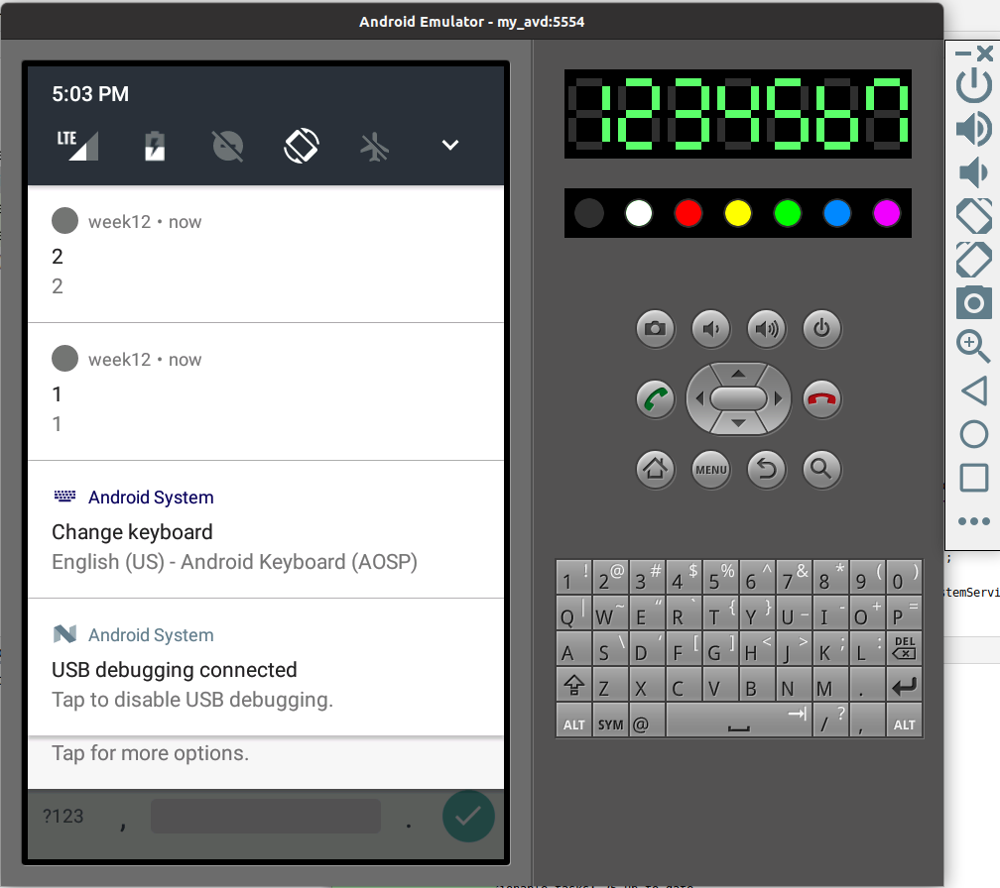 Android Emulator - my_avd:5554
5:03 PM
LTE
week12 • now
2
2
week12 • now
1
1
Android System
Change keyboard
English (US) - Android Keyboard (AOSP)
Android System
USB debugging connected
Tap to disable USB debugging.
Tap for more options.
?123 , .
1234567
MENU
1 ! 2 @ 3 # 4 $ 5 % 6 ^ 7 & 8 * 9 ( 0 )
Q | W ~ E “ R ` T { Y } U _ I - O + P =
A S \ D ‘ F [ G ] H < J > K ; L : DEL
Z X C V B N M .
ALT SYM @ / ? , ALT
;
stemServi